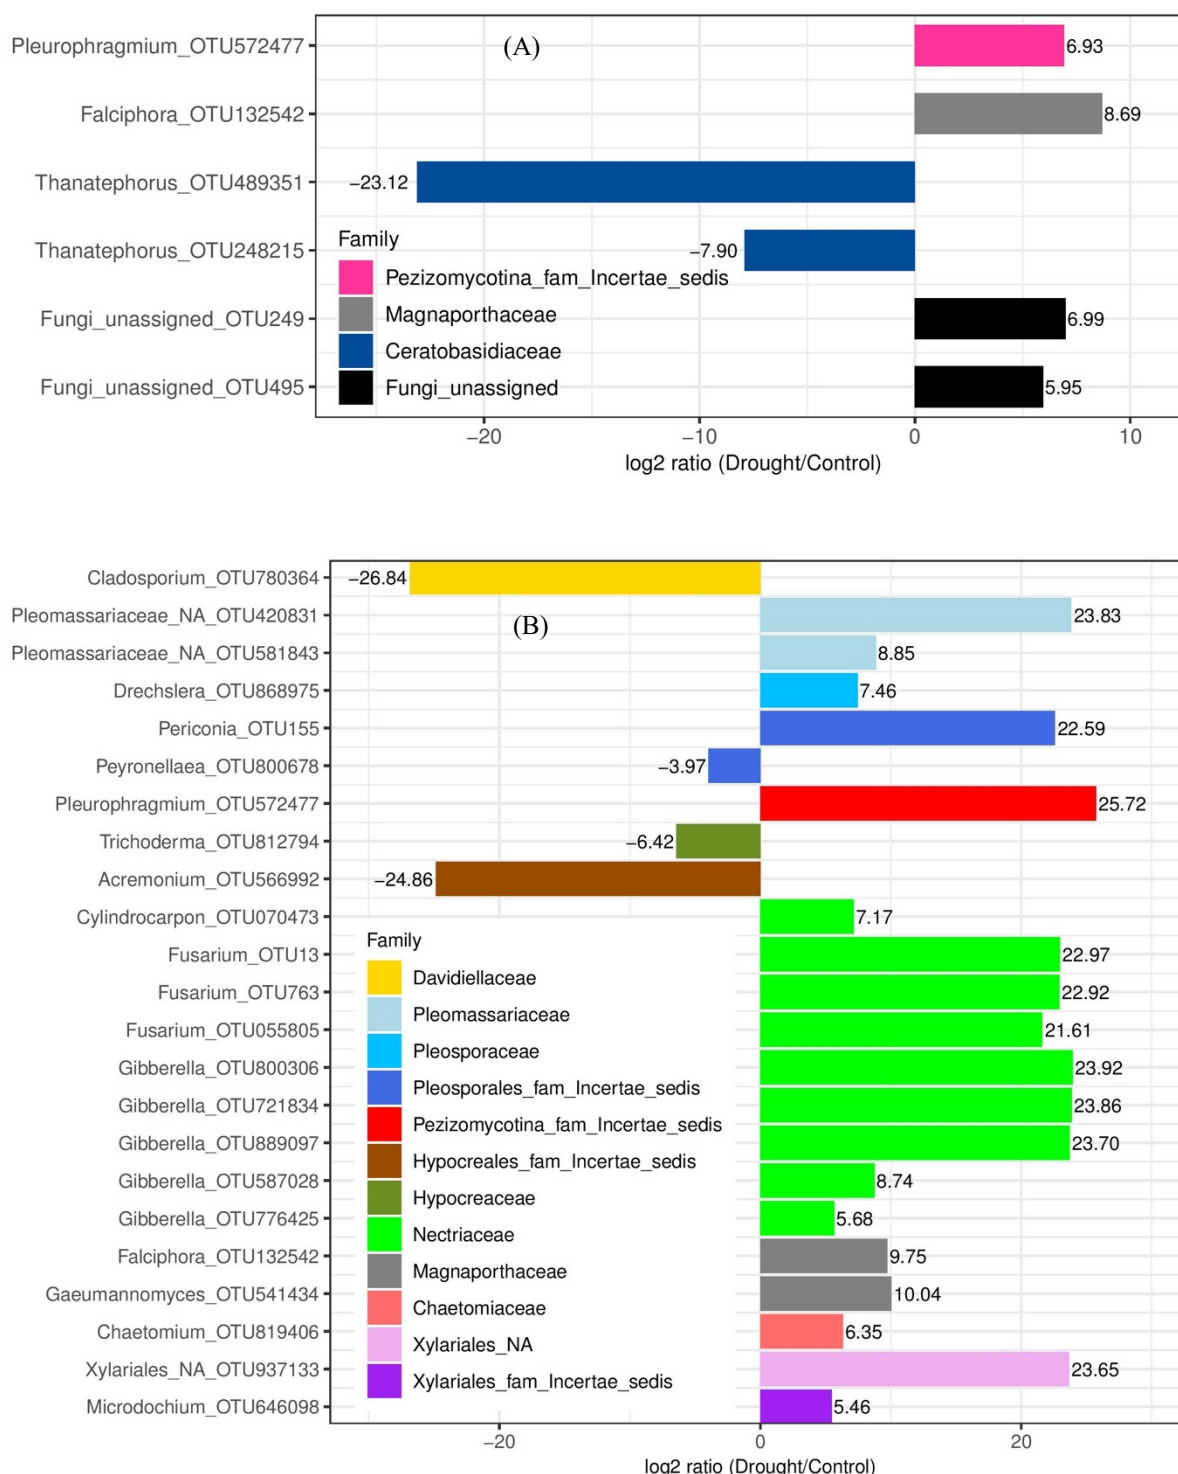 (A)
Pleurophragmium_OTU572477 6.93
Falciphora_OTU132542 8.69
Thanatephorus_OTU489351 −23.12
Thanatephorus_OTU248215 −7.90
Fungi_unassigned_OTU249 6.99
Fungi_unassigned_OTU495 5.95
Family
Pezizomycotina_fam_Incertae_sedis
Magnaporthaceae
Ceratobasidiaceae
Fungi_unassigned
−20 −10 0 10
log2 ratio (Drought/Control)
(B)
Cladosporium_OTU780364 −26.84
Pleomassariaceae_NA_OTU420831 23.83
Pleomassariaceae_NA_OTU581843 8.85
Drechslera_OTU868975 7.46
Periconia_OTU155 22.59
Peyronellaea_OTU800678 −3.97
Pleurophragmium_OTU572477 25.72
Trichoderma_OTU812794 −6.42
Acremonium_OTU566992 −24.86
Cylindrocarpon_OTU070473 7.17
Fusarium_OTU13 22.97
Fusarium_OTU763 22.92
Fusarium_OTU055805 21.61
Gibberella_OTU800306 23.92
Gibberella_OTU721834 23.86
Gibberella_OTU889097 23.70
Gibberella_OTU587028 8.74
Gibberella_OTU776425 5.68
Falciphora_OTU132542 9.75
Gaeumannomyces_OTU541434 10.04
Chaetomium_OTU819406 6.35
Xylariales_NA_OTU937133 23.65
Microdochium_OTU646098 5.46
Family
Davidiellaceae
Pleomassariaceae
Pleosporaceae
Pleosporales_fam_Incertae_sedis
Pezizomycotina_fam_Incertae_sedis
Hypocreales_fam_Incertae_sedis
Hypocreaceae
Nectriaceae
Magnaporthaceae
Chaetomiaceae
Xylariales_NA
Xylariales_fam_Incertae_sedis
−20 0 20
log2 ratio (Drought/Control)